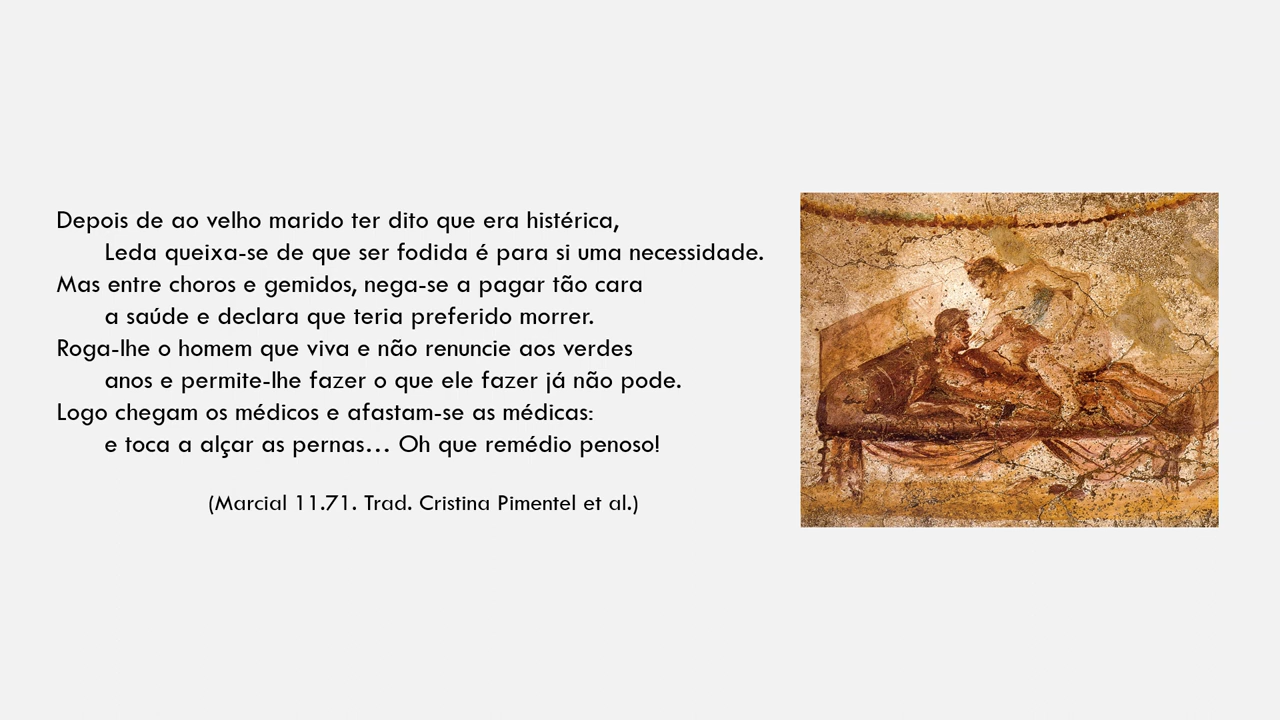 Depois de ao velho marido ter dito que era histérica,
Leda queixa-se de que ser fodida é para si uma necessidade.
Mas entre choros e gemidos, nega-se a pagar tão cara
a saúde e declara que teria preferido morrer.
Roga-lhe o homem que viva e não renuncie aos verdes
anos e permite-lhe fazer o que ele fazer já não pode.
Logo chegam os médicos e afastam-se as médicas:
e toca a alçar as pernas… Oh que remédio penoso!
(Marcial 11.71. Trad. Cristina Pimentel et al.)